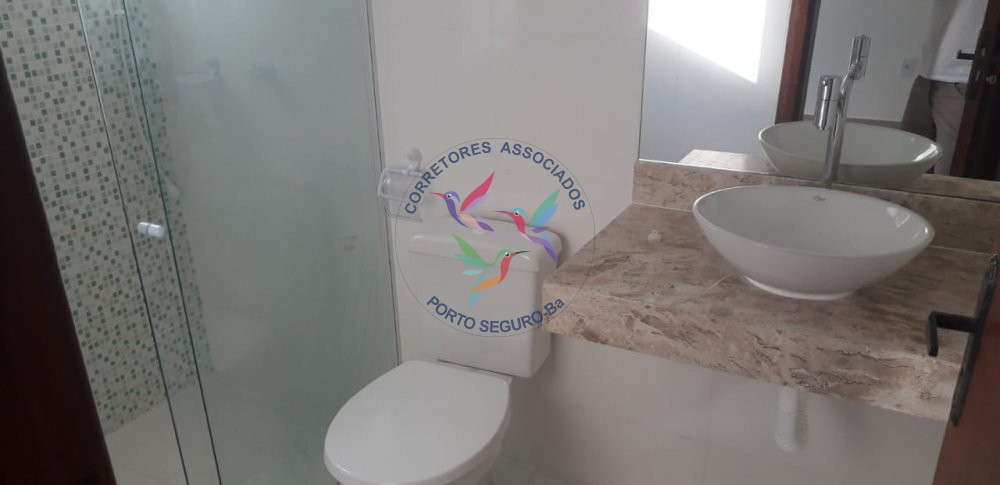 CORRETORES ASSOCIADOS
PORTO SEGURO-Ba